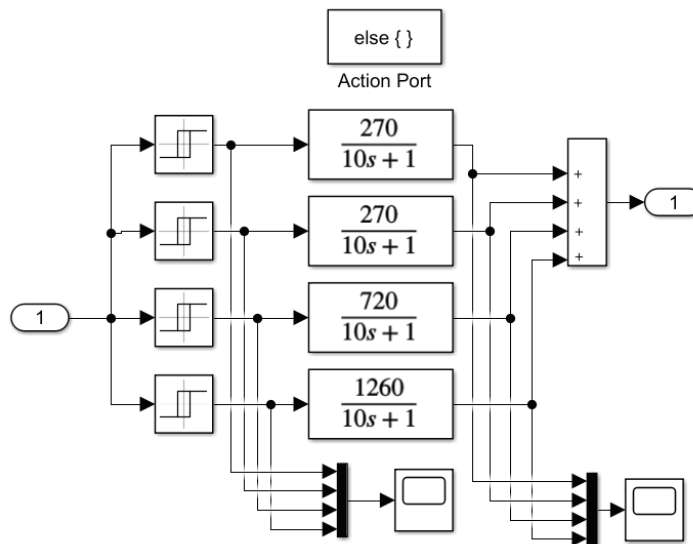 else { }
Action Port
270
10s + 1
+
1
270
10s + 1
+
+
+
1
720
10s + 1
1260
10s + 1